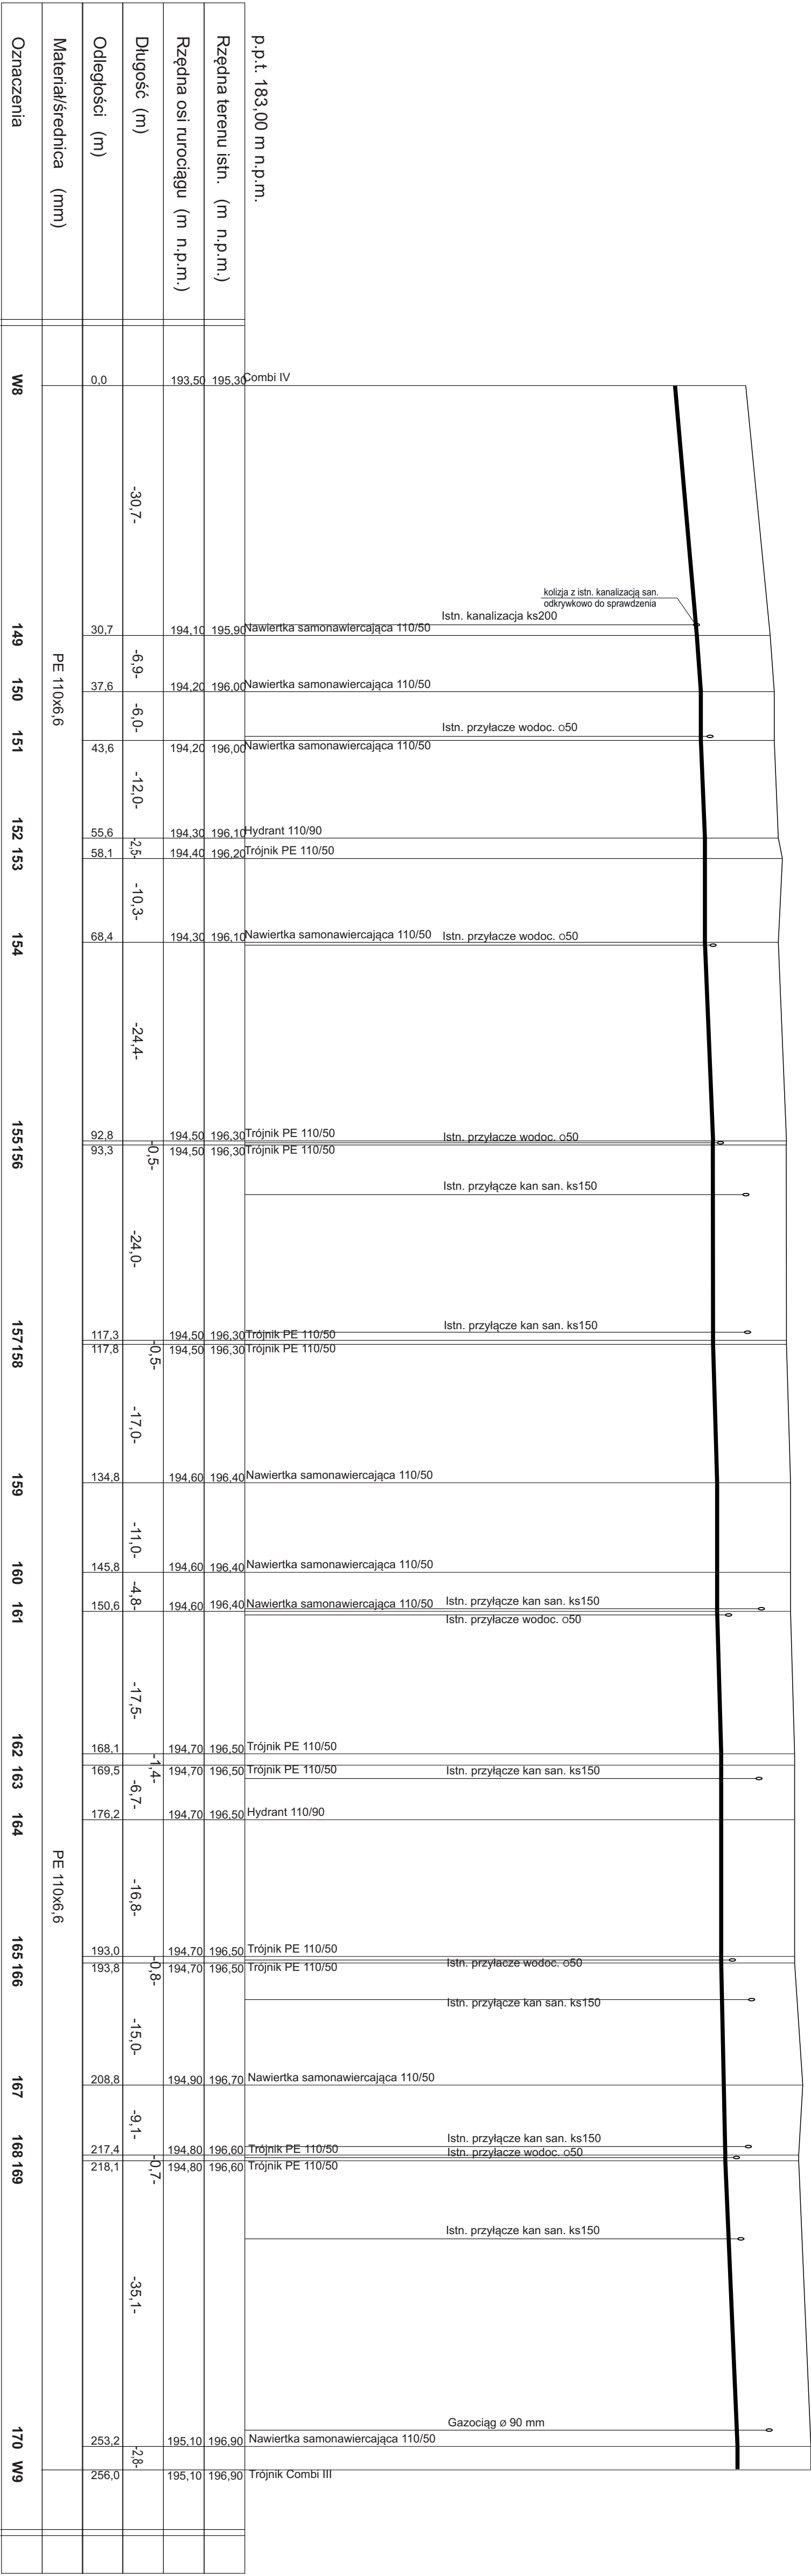 p.p.t. 183,00 m n.p.m.
Rzędna terenu istn. (m n.p.m.)
Rzędna osi rurociągu (m n.p.m.)
Długość (m)
Odległości (m)
Materiał/średnica (mm)
Oznaczenia
W8
0,0
193,50
195,30
Combi IV
-30,7-
kolizja z istn. kanalizacją san.
odkrywkowo do sprawdzenia
Istn. kanalizacja ks200
149
30,7
194,10
195,90
Nawiertka samonawiercająca 110/50
PE 110x6,6
-6,9-
150
37,6
194,20
196,00
Nawiertka samonawiercająca 110/50
-6,0-
Istn. przyłacze wodoc. o50
151
43,6
194,20
196,00
Nawiertka samonawiercająca 110/50
-12,0-
152
55,6
194,30
196,10
Hydrant 110/90
-2,5-
153
58,1
194,40
196,20
Trójnik PE 110/50
-10,3-
154
68,4
194,30
196,10
Nawiertka samonawiercająca 110/50
Istn. przyłacze wodoc. o50
-24,4-
155
92,8
194,50
196,30
Trójnik PE 110/50
Istn. przyłacze wodoc. o50
-0,5-
156
93,3
194,50
196,30
Trójnik PE 110/50
Istn. przyłącze kan san. ks150
-24,0-
Istn. przyłącze kan san. ks150
157
117,3
194,50
196,30
Trójnik PE 110/50
-0,5-
158
117,8
194,50
196,30
Trójnik PE 110/50
-17,0-
159
134,8
194,60
196,40
Nawiertka samonawiercająca 110/50
-11,0-
160
145,8
194,60
196,40
Nawiertka samonawiercająca 110/50
-4,8-
Istn. przyłącze kan san. ks150
161
150,6
194,60
196,40
Nawiertka samonawiercająca 110/50
Istn. przyłacze wodoc. o50
-17,5-
162
168,1
194,70
196,50
Trójnik PE 110/50
-1,4-
163
169,5
194,70
196,50
Trójnik PE 110/50
Istn. przyłącze kan san. ks150
-6,7-
164
176,2
194,70
196,50
Hydrant 110/90
PE 110x6,6
-16,8-
165
193,0
194,70
196,50
Trójnik PE 110/50
Istn. przyłacze wodoc. o50
-0,8-
166
193,8
194,70
196,50
Trójnik PE 110/50
Istn. przyłącze kan san. ks150
-15,0-
167
208,8
194,90
196,70
Nawiertka samonawiercająca 110/50
-9,1-
Istn. przyłącze kan san. ks150
168
217,4
194,80
196,60
Trójnik PE 110/50
Istn. przyłacze wodoc. o50
-0,7-
169
218,1
194,80
196,60
Trójnik PE 110/50
Istn. przyłącze kan san. ks150
-35,1-
Gazociąg ø 90 mm
170
253,2
195,10
196,90
Nawiertka samonawiercająca 110/50
-2,8-
W9
256,0
195,10
196,90
Trójnik Combi III